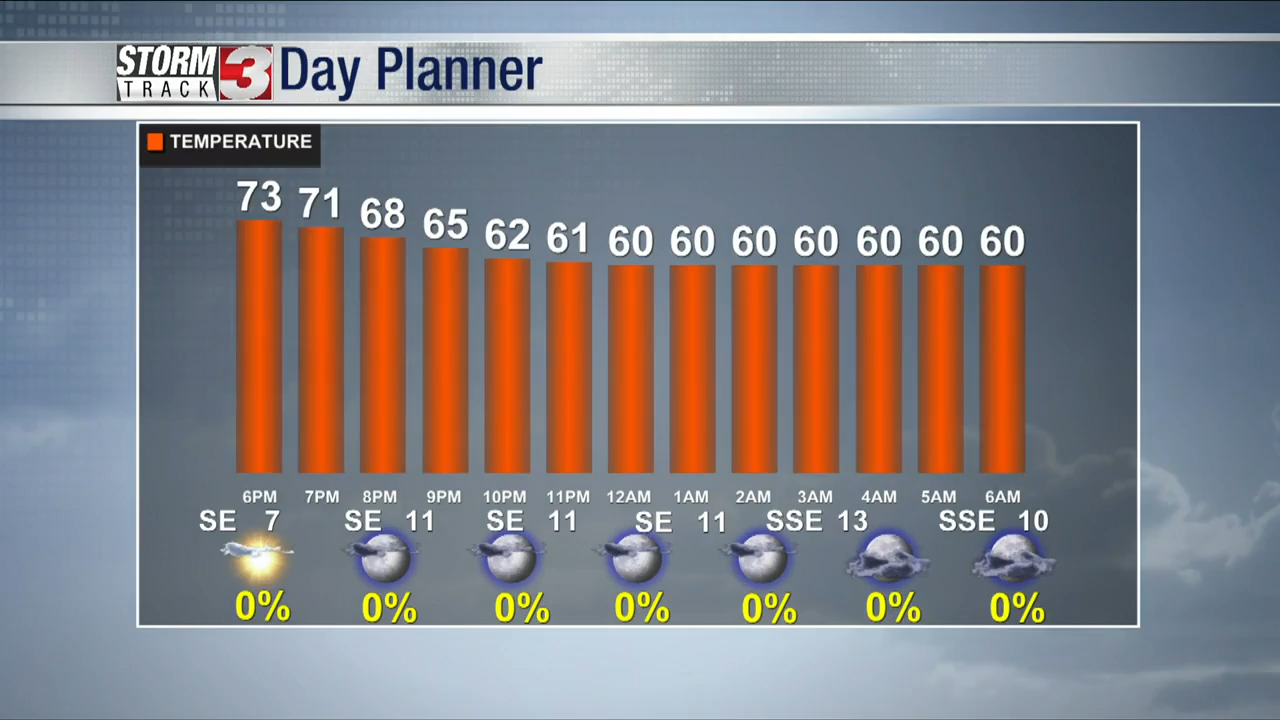 STORM TRACK 3 Day Planner
TEMPERATURE
73 71 68 65 62 61 60 60 60 60 60 60 60
6PM 7PM 8PM 9PM 10PM 11PM 12AM 1AM 2AM 3AM 4AM 5AM 6AM
SE 7 SE 11 SE 11 SE 11 SSE 13 SSE 10
0% 0% 0% 0% 0% 0% 0%